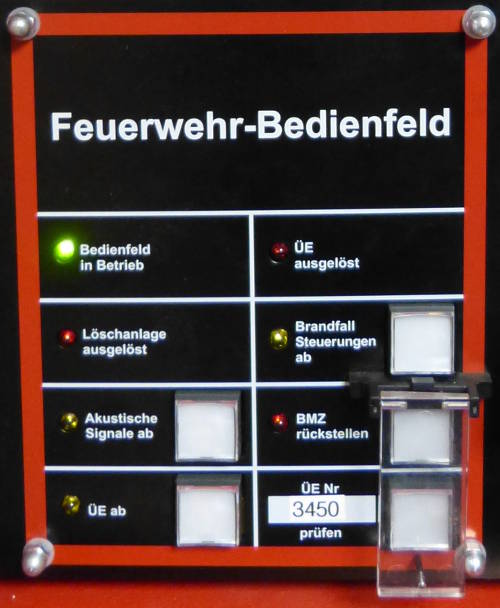 Feuerwehr-Bedienfeld
Bedienfeld
in Betrieb
ÜE
ausgelöst
Löschanlage
ausgelöst
Brandfall
Steuerungen
ab
Akustische
Signale ab
BMZ
rückstellen
ÜE ab
ÜE Nr
3450
prüfen